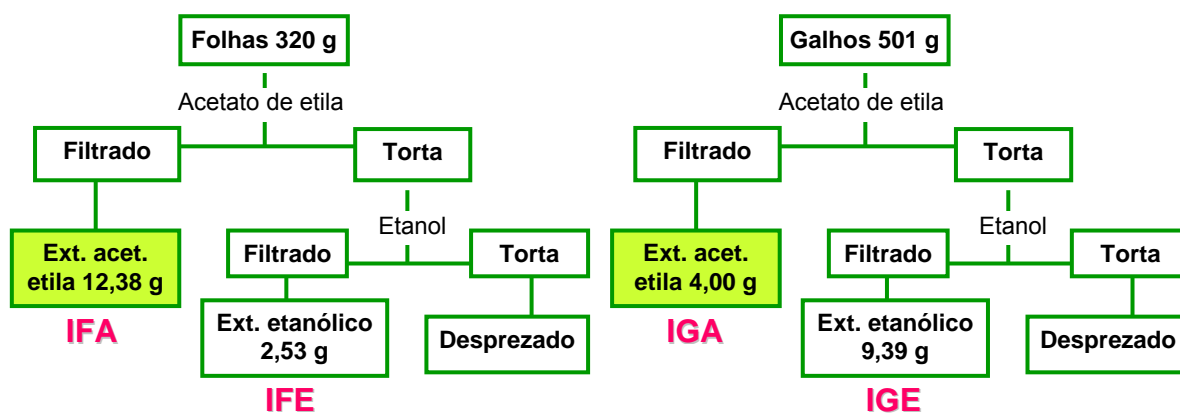 Folhas 320 g
Acetato de etila
Filtrado
Torta
Etanol
Ext. acet.
etila 12,38 g
IFA
Filtrado
Torta
Ext. etanólico
2,53 g
IFE
Desprezado
Galhos 501 g
Acetato de etila
Filtrado
Torta
Etanol
Ext. acet.
etila 4,00 g
IGA
Filtrado
Torta
Ext. etanólico
9,39 g
IGE
Desprezado